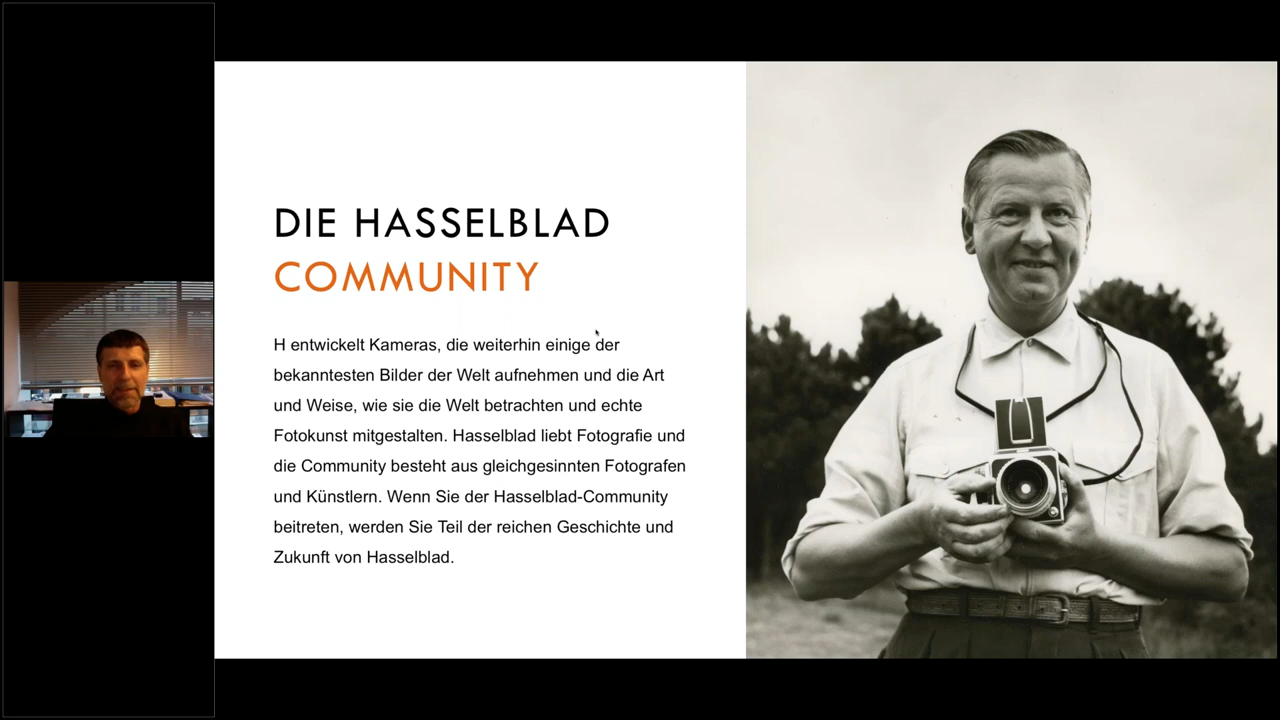 DIE HASSELBLAD
COMMUNITY
H entwickelt Kameras, die weiterhin einige der
bekanntesten Bilder der Welt aufnehmen und die Art
und Weise, wie sie die Welt betrachten und echte
Fotokunst mitgestalten. Hasselblad liebt Fotografie und
die Community besteht aus gleichgesinnten Fotografen
und Künstlern. Wenn Sie der Hasselblad-Community
beitreten, werden Sie Teil der reichen Geschichte und
Zukunft von Hasselblad.